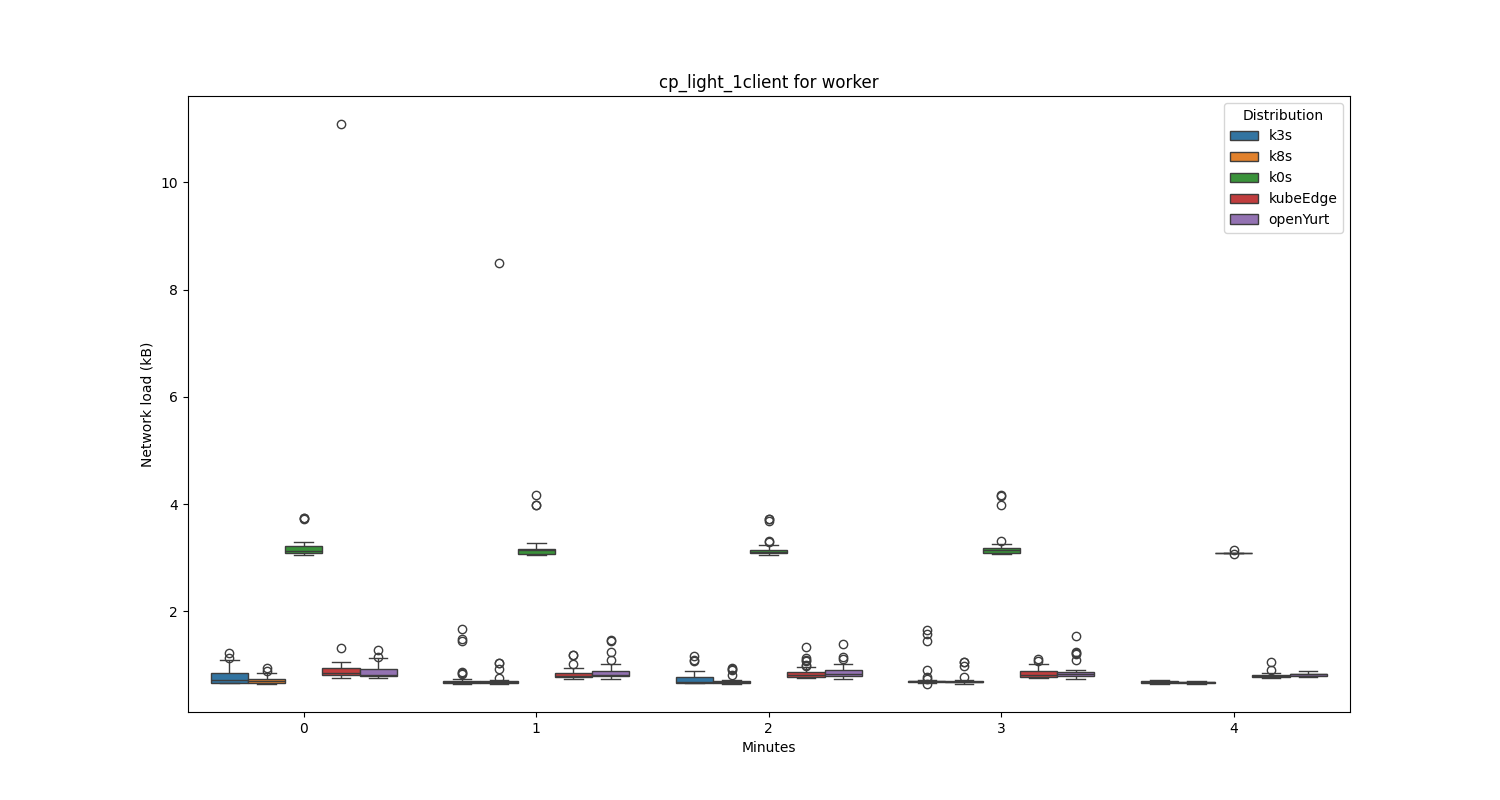 cp_light_1client for worker
Distribution
k3s
k8s
k0s
kubeEdge
openYurt
Network load (kB)
10
8
6
4
2
0 1 2 3 4
Minutes